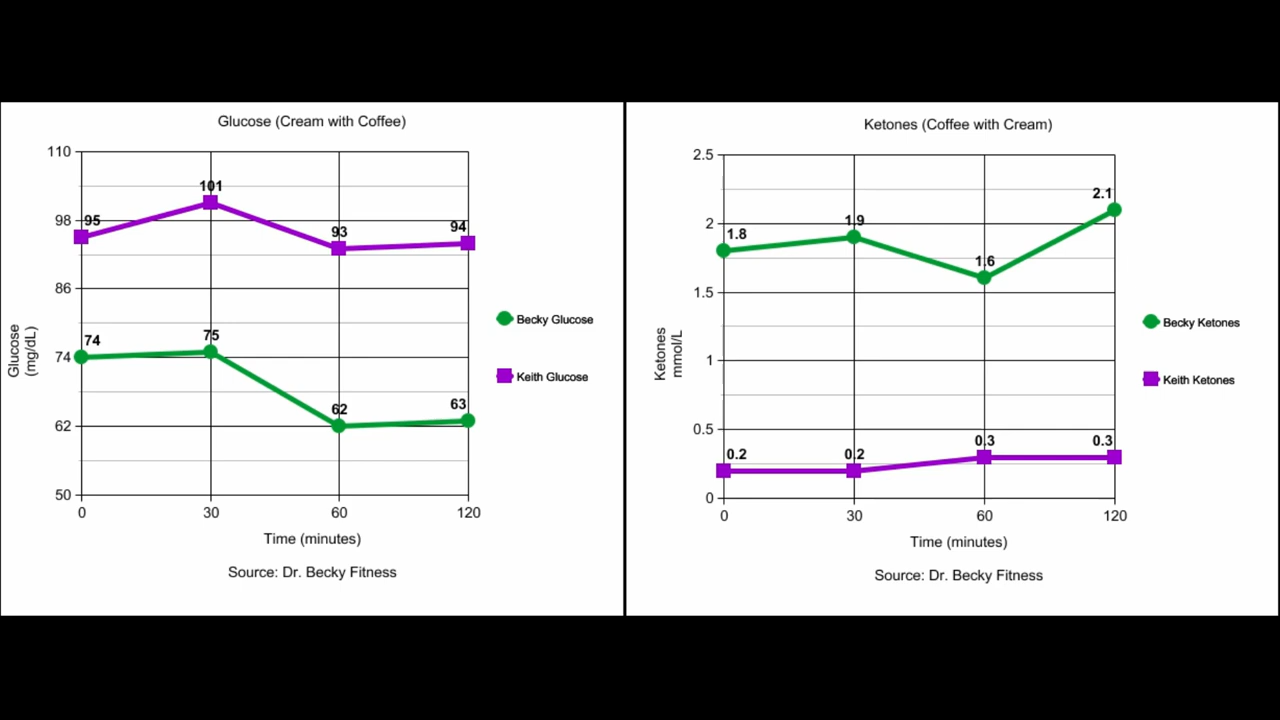 Glucose (Cream with Coffee)
110
98
86
74
62
50
Glucose
(mg/dL)
95
101
93
94
74
75
62
63
0
30
60
120
Time (minutes)
Source: Dr. Becky Fitness
Becky Glucose
Keith Glucose
Ketones (Coffee with Cream)
2.5
2
1.5
1
0.5
0
Ketones
mmol/L
1.8
1.9
1.6
2.1
0.2
0.2
0.3
0.3
0
30
60
120
Time (minutes)
Source: Dr. Becky Fitness
Becky Ketones
Keith Ketones